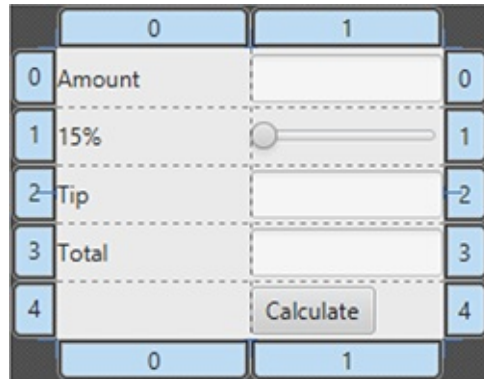 0 1
0 Amount 0
1 15% 1
2 Tip 2
3 Total 3
4 Calculate 4
0 1